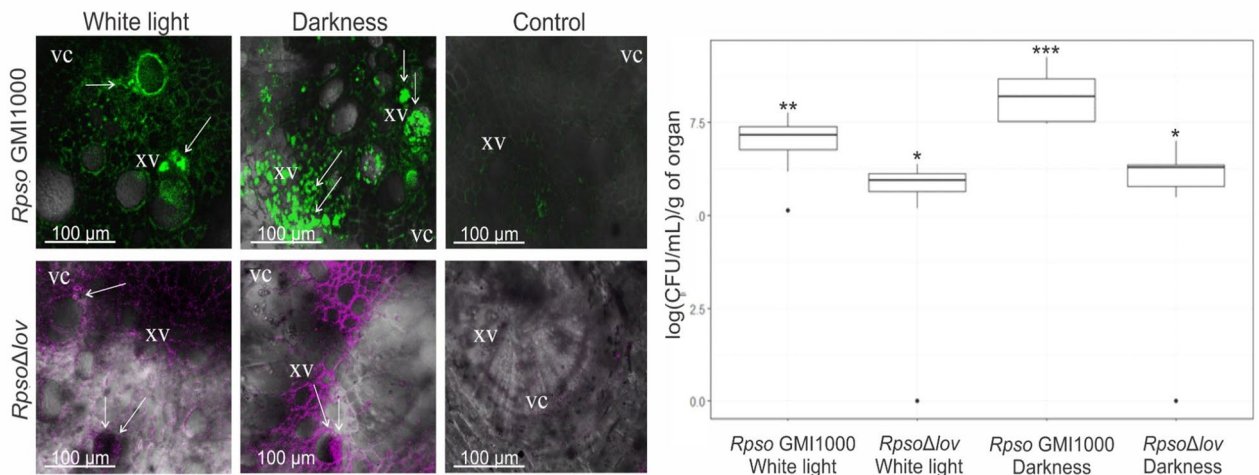 White light Darkness Control
Rpso GMI1000
vc
xv
100 µm
xv
xv
vc
100 µm
vc
xv
100 µm
RpsoΔlov
vc
xv
100 µm
vc
xv
100 µm
xv
vc
100 µm
log(CFU/mL)/g of organ
7.5
.0
2.5
0.0
**
*
***
*
Rpso GMI1000
White light
RpsoΔlov
White light
Rpso GMI1000
Darkness
RpsoΔlov
Darkness